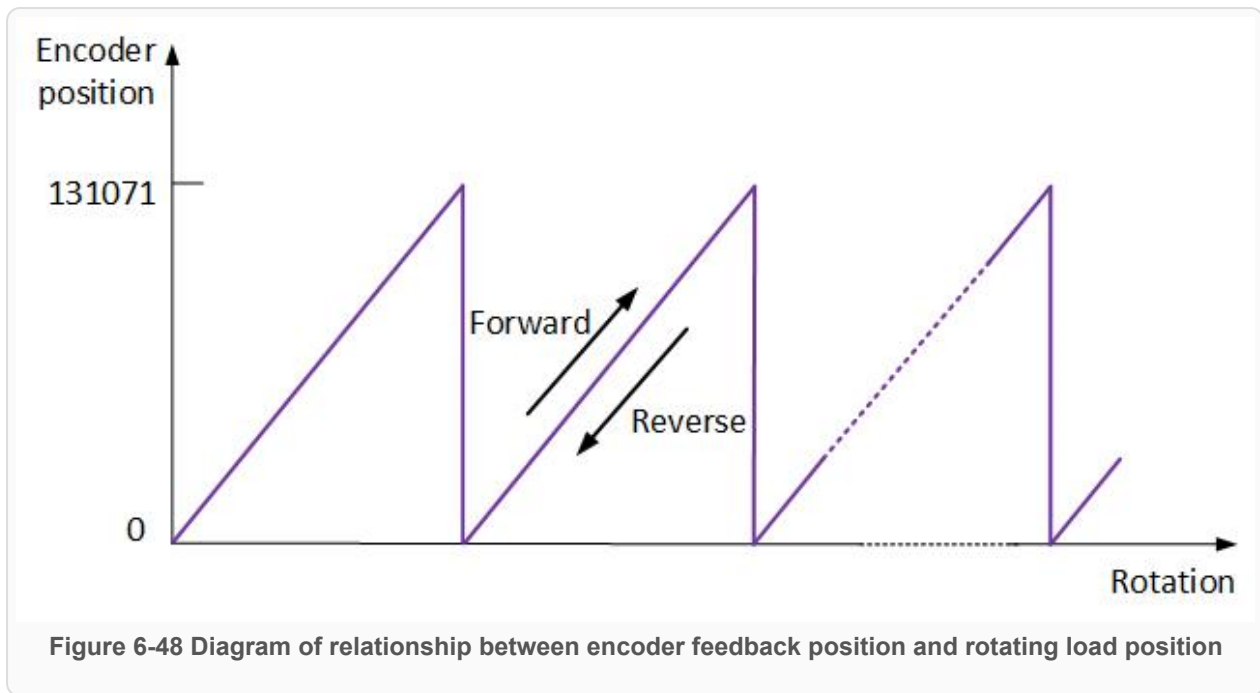 Encoder
position
131071
Forward
Reverse
0
Rotation
Figure 6-48 Diagram of relationship between encoder feedback position and rotating load position